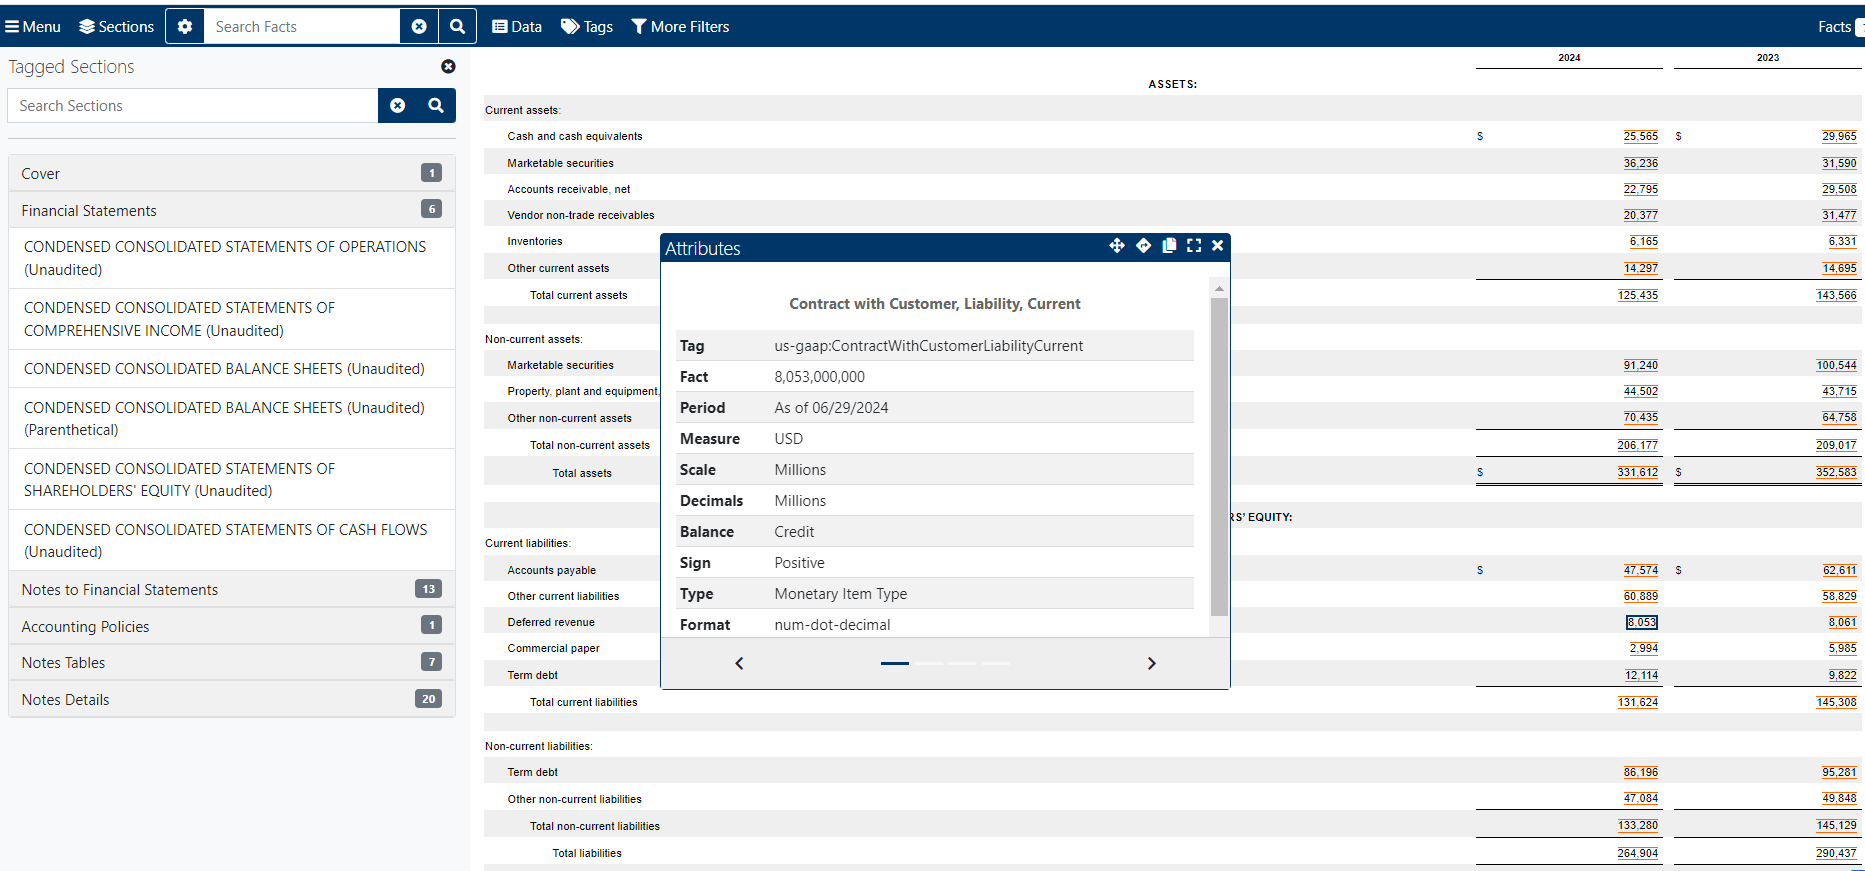 Menu Sections Search Facts Data Tags More Filters Facts
Tagged Sections
Search Sections
Cover 1
Financial Statements 6
CONDENSED CONSOLIDATED STATEMENTS OF OPERATIONS
(Unaudited)
CONDENSED CONSOLIDATED STATEMENTS OF
COMPREHENSIVE INCOME (Unaudited)
CONDENSED CONSOLIDATED BALANCE SHEETS (Unaudited)
CONDENSED CONSOLIDATED BALANCE SHEETS (Unaudited)
(Parenthetical)
CONDENSED CONSOLIDATED STATEMENTS OF
SHAREHOLDERS' EQUITY (Unaudited)
CONDENSED CONSOLIDATED STATEMENTS OF CASH FLOWS
(Unaudited)
Notes to Financial Statements 13
Accounting Policies 1
Notes Tables 7
Notes Details 20
2024 2023
ASSETS:
Current assets:
Cash and cash equivalents $ 25,565 $ 29,965
Marketable securities 36,236 31,590
Accounts receivable, net 22,795 29,508
Vendor non-trade receivables 20,377 31,477
Inventories 6,165 6,331
Other current assets 14,297 14,695
Total current assets 125,435 143,566
Non-current assets:
Marketable securities 91,240 100,544
Property, plant and equipment, 44,502 43,715
Other non-current assets 70,435 64,758
Total non-current assets 206,177 209,017
Total assets $ 331,612 $ 352,583
RS' EQUITY:
Current liabilities:
Accounts payable $ 47,574 $ 62,611
Other current liabilities 60,889 58,829
Deferred revenue 8,053 8,061
Commercial paper 2,994 5,985
Term debt 12,114 9,822
Total current liabilities 131,624 145,308
Non-current liabilities:
Term debt 86,196 95,281
Other non-current liabilities 47,084 49,848
Total non-current liabilities 133,280 145,129
Total liabilities 264,904 290,437
Attributes
Contract with Customer, Liability, Current
Tag us-gaap:ContractWithCustomerLiabilityCurrent
Fact 8,053,000,000
Period As of 06/29/2024
Measure USD
Scale Millions
Decimals Millions
Balance Credit
Sign Positive
Type Monetary Item Type
Format num-dot-decimal